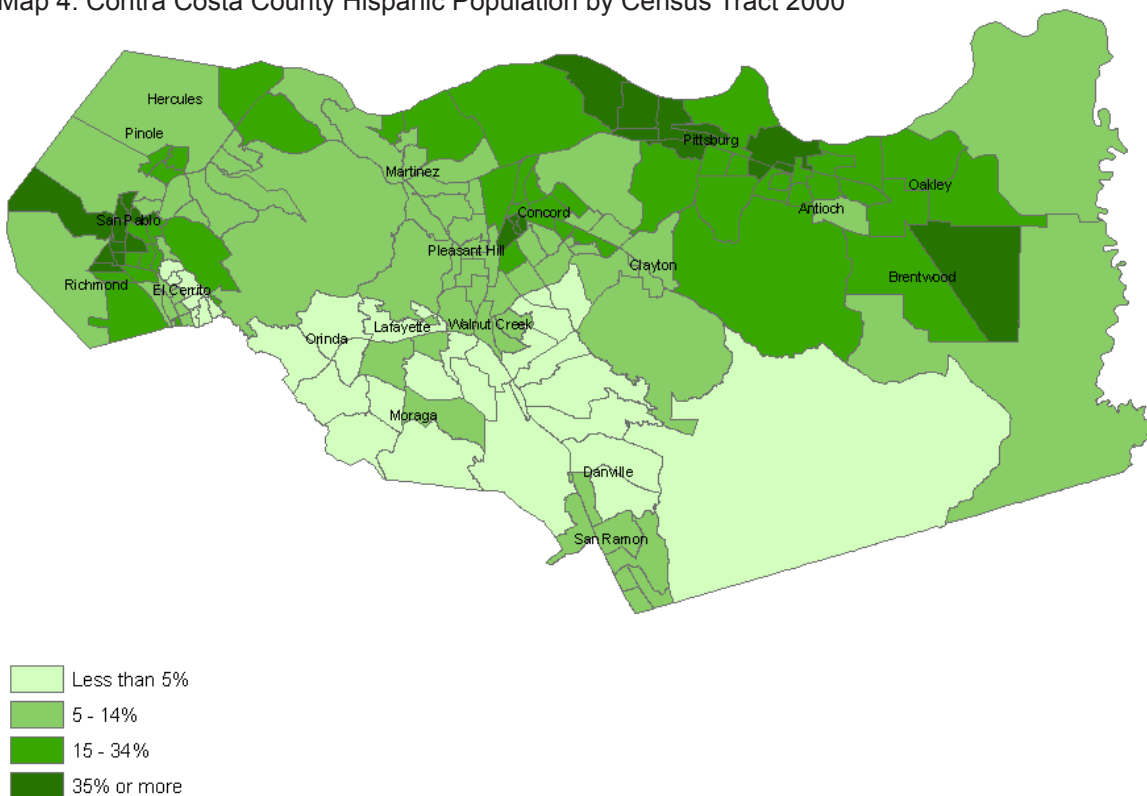 Map 4: Contra Costa County Hispanic Population by Census Tract 2000
Hercules
Pinole
Martinez
Pittsburg
Oakley
San Pablo
Concord
Antioch
Pleasant Hill
Clayton
Brentwood
Richmond
El Cerrito
Orinda
Lafayette
Walnut Creek
Moraga
Danville
San Ramon
Less than 5%
5 - 14%
15 - 34%
35% or more